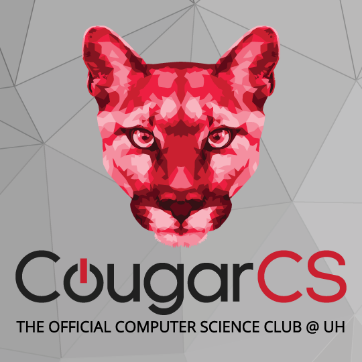 CougarCS
THE OFFICIAL COMPUTER SCIENCE CLUB @ UH